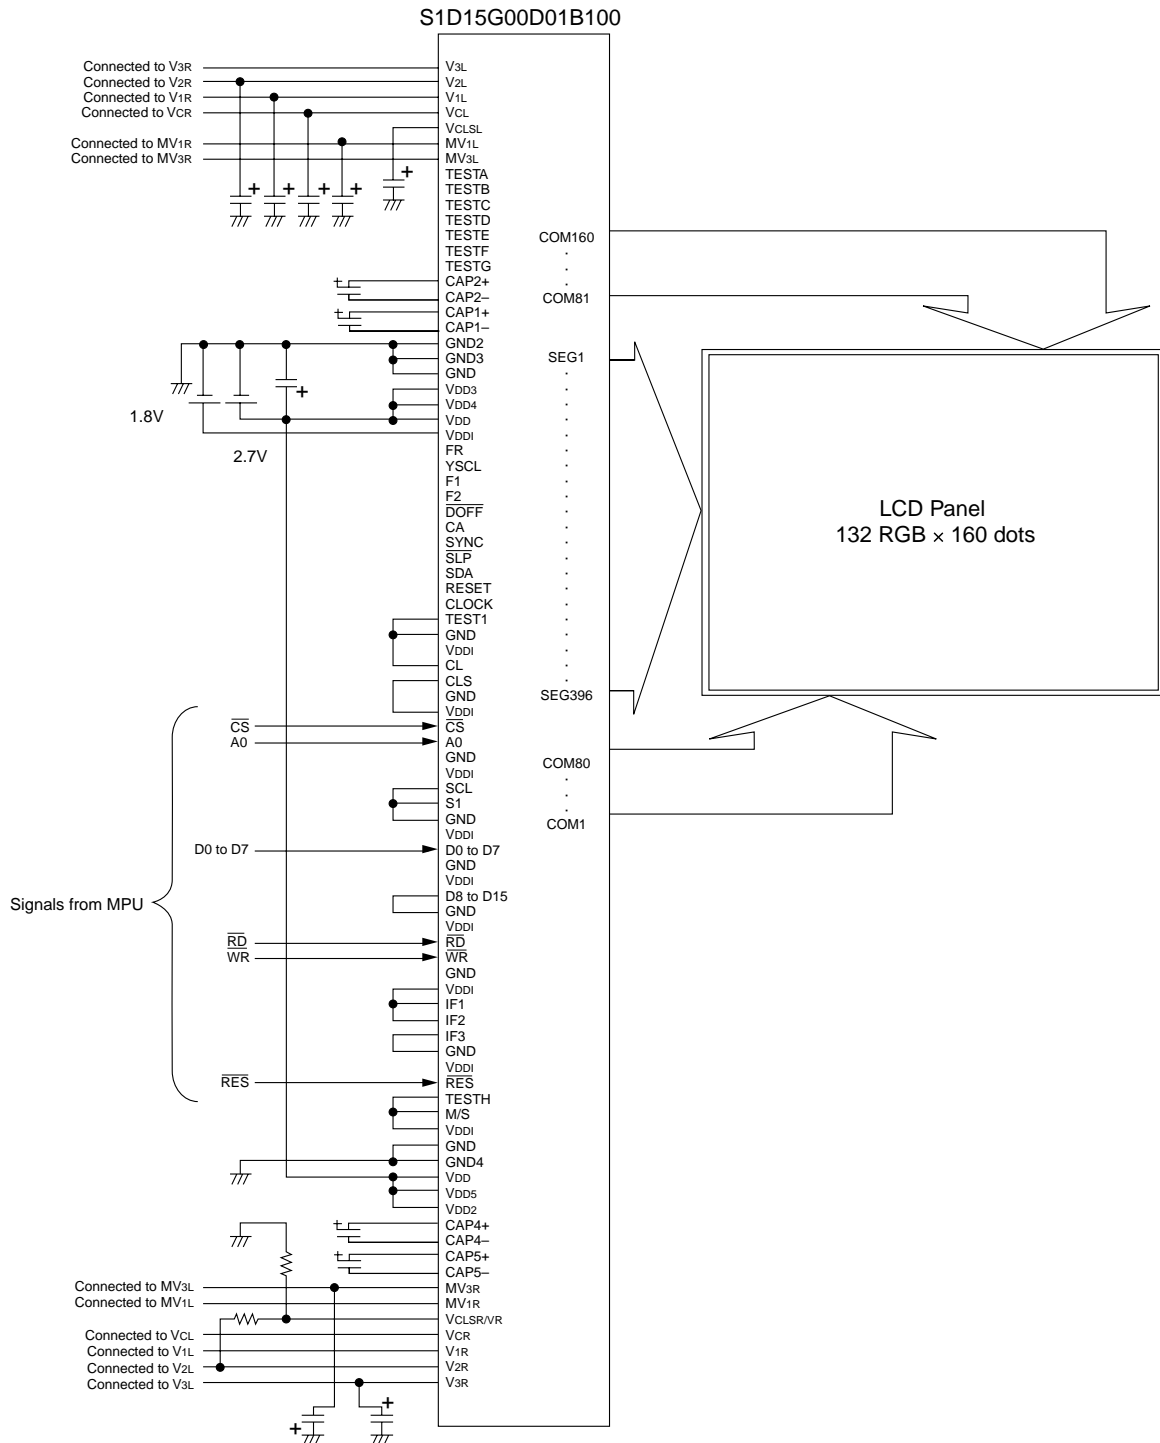 S1D15G00D01B100
Connected to V3R
Connected to V2R
Connected to V1R
Connected to VCR
Connected to MV1R
Connected to MV3R
V3L
V2L
V1L
VCL
VCLSL
MV1L
MV3L
TESTA
TESTB
TESTC
TESTD
TESTE
TESTF
TESTG
CAP2+
CAP2–
CAP1+
CAP1–
GND2
GND3
GND
VDD3
VDD4
VDD
VDDI
FR
YSCL
F1
F2
DOFF
CA
SYNC
SLP
SDA
RESET
CLOCK
TEST1
GND
VDDI
CL
CLS
GND
VDDI
CS
A0
GND
VDDI
SCL
S1
GND
VDDI
D0 to D7
GND
VDDI
D8 to D15
GND
VDDI
RD
WR
GND
VDDI
IF1
IF2
IF3
GND
VDDI
RES
TESTH
M/S
VDDI
GND
GND4
VDD
VDD5
VDD2
CAP4+
CAP4–
CAP5+
CAP5–
MV3R
MV1R
VCLSR/VR
VCR
V1R
V2R
V3R
+
+
+
+
+
+
+
+
1.8V
2.7V
CS
A0
D0 to D7
Signals from MPU
RD
WR
RES
+
+
Connected to MV3L
Connected to MV1L
Connected to VCL
Connected to V1L
Connected to V2L
Connected to V3L
+
+
COM160
COM81
SEG1
SEG396
COM80
COM1
LCD Panel
132 RGB × 160 dots